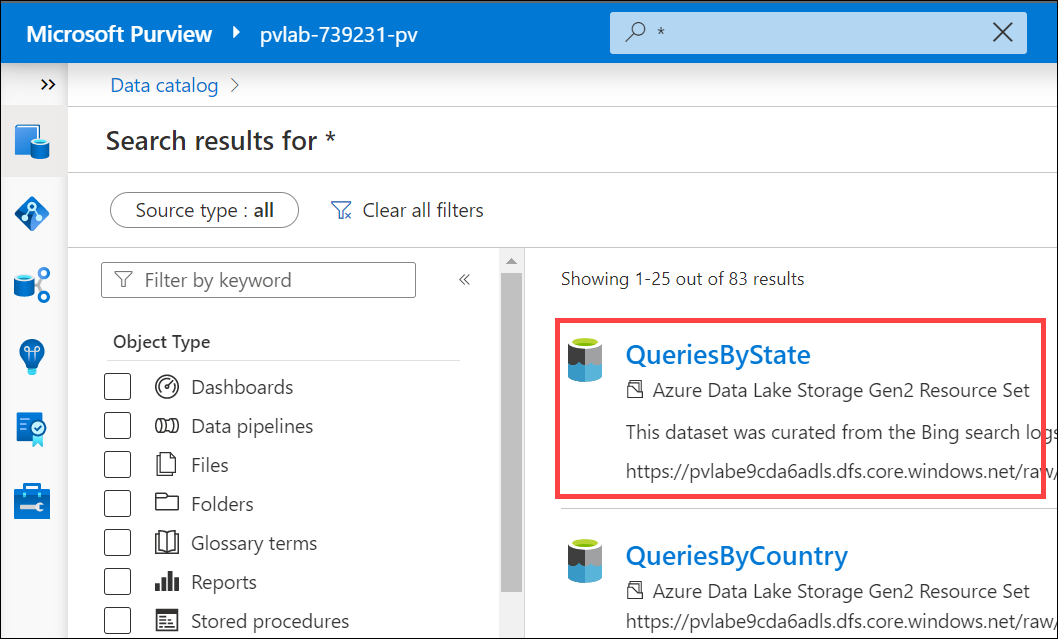 Microsoft Purview pvlab-739231-pv
*
Data catalog
Search results for *
Source type : all
Clear all filters
Filter by keyword
Object Type
Dashboards
Data pipelines
Files
Folders
Glossary terms
Reports
Stored procedures
Showing 1-25 out of 83 results
QueriesByState
Azure Data Lake Storage Gen2 Resource Set
This dataset was curated from the Bing search logs
https://pvlabe9cda6adls.dfs.core.windows.net/raw/
QueriesByCountry
Azure Data Lake Storage Gen2 Resource Set
https://pvlabe9cda6adls.dfs.core.windows.net/raw/